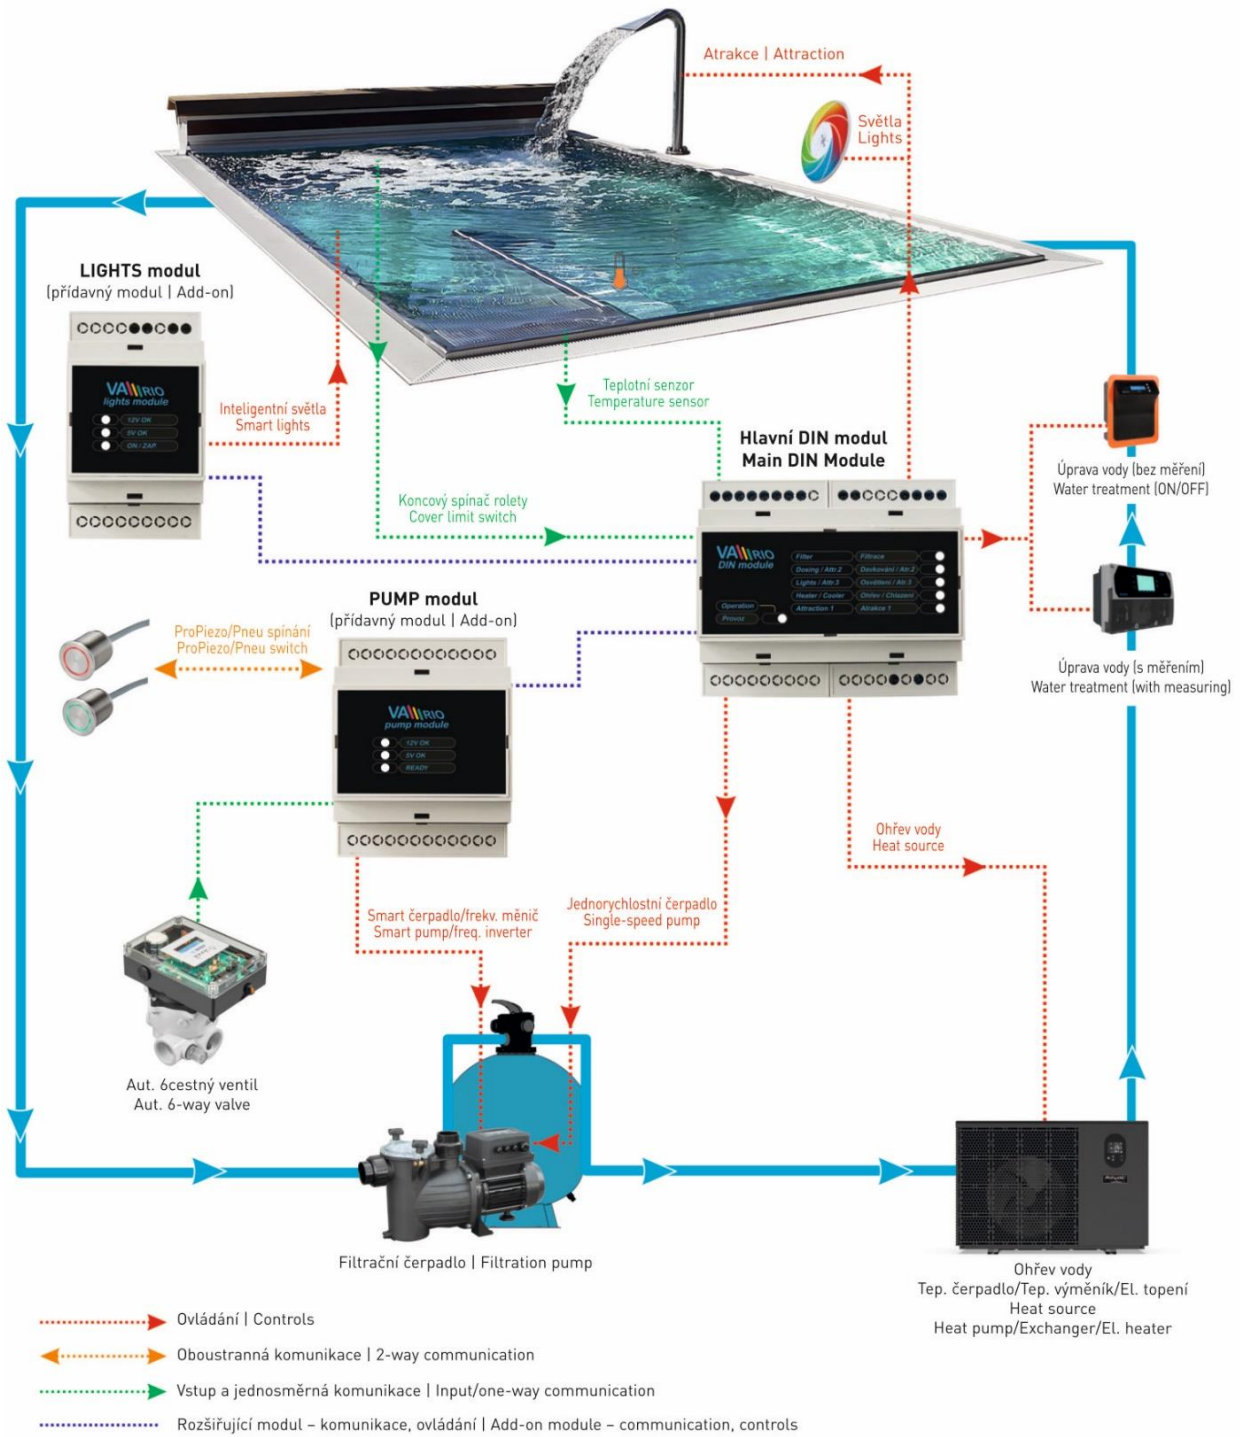 Atrakce | Attraction
Světla
Lights
LIGHTS modul
(přídavný modul | Add-on)
VARIO
lights module
12V OK
5V OK
ON / ZAP.
Inteligentní světla
Smart lights
Teplotní senzor
Temperature sensor
Koncový spínač rolety
Cover limit switch
Hlavní DIN modul
Main DIN Module
VARIO
DIN module
Filter
Filtrace
Dosing / Attr.2
Dávkování / Atr.2
Lights / Attr.3
Osvětlení / Atr.3
Heater / Cooler
Ohřev / Chlazení
Attraction 1
Atrakce 1
Operation
Provoz
Úprava vody (bez měření)
Water treatment (ON/OFF)
Úprava vody (s měřením)
Water treatment (with measuring)
PUMP modul
(přídavný modul | Add-on)
ProPiezo/Pneu spínání
ProPiezo/Pneu switch
VARIO
pump module
12V OK
5V OK
READY
Ohřev vody
Heat source
Smart čerpadlo/frekv. měnič
Smart pump/freq. inverter
Jednorychlostní čerpadlo
Single-speed pump
Aut. 6cestný ventil
Aut. 6-way valve
Filtrační čerpadlo | Filtration pump
Ohřev vody
Tep. čerpadlo/Tep. výměník/El. topení
Heat source
Heat pump/Exchanger/El. heater
Ovládání | Controls
Oboustranná komunikace | 2-way communication
Vstup a jednosměrná komunikace | Input/one-way communication
Rozšiřující modul – komunikace, ovládání | Add-on module – communication, controls